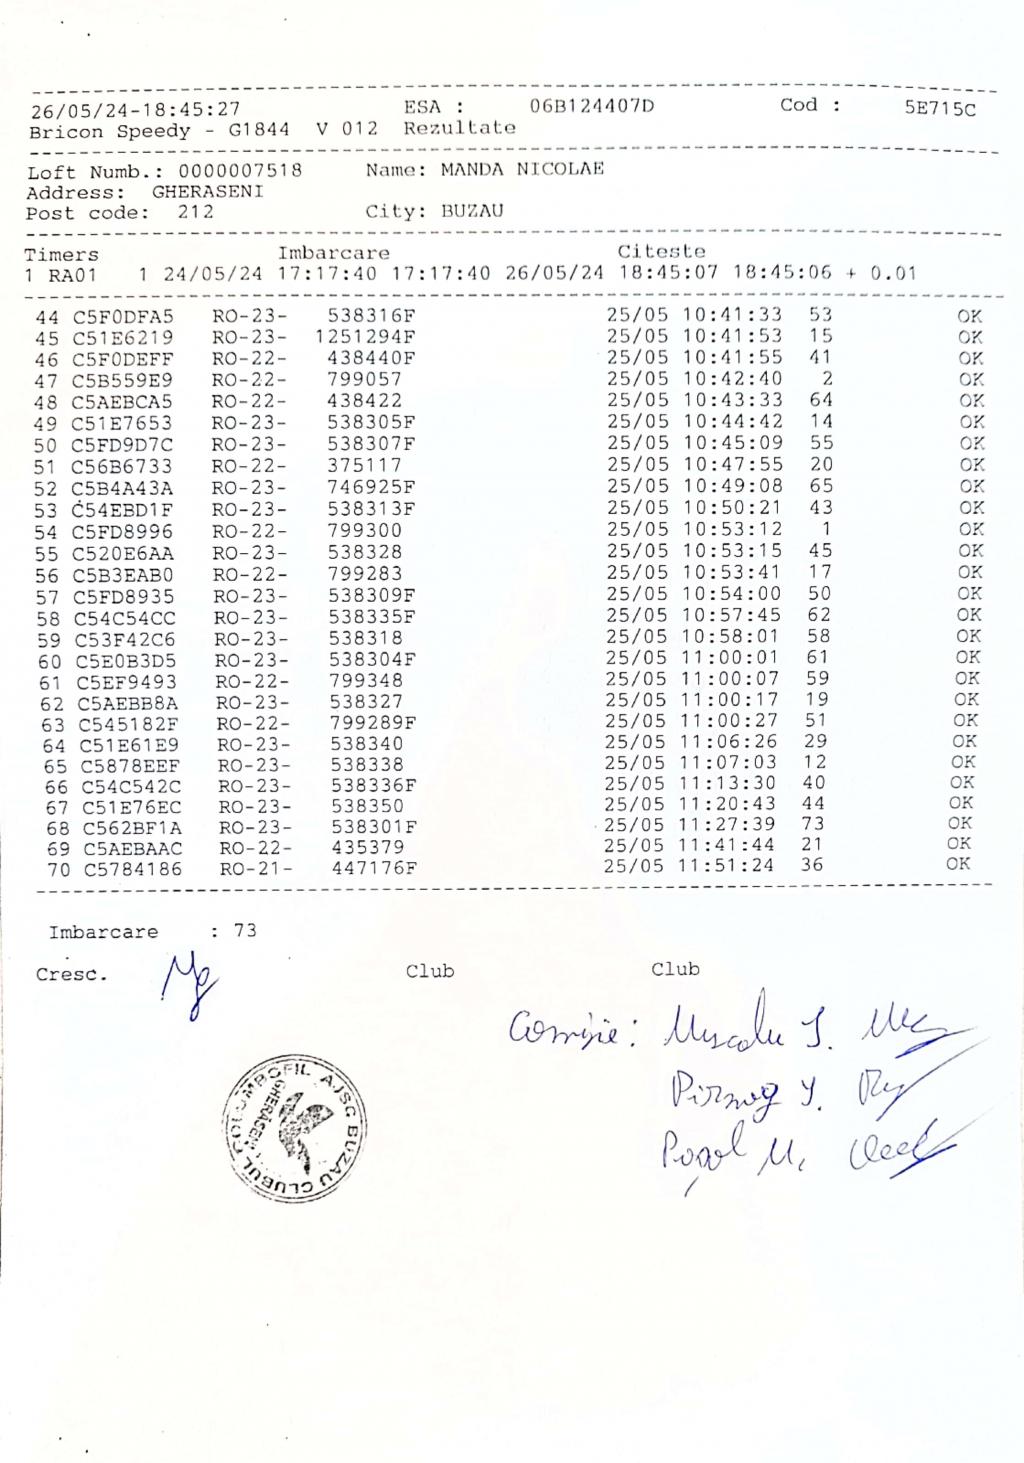 26/05/24-18:45:27 ESA : 06B124407D Cod : 5E715C
Bricon Speedy - G1844 V 012 Rezultate
Loft Numb.: 0000007518 Name: MANDA NICOLAE
Address: GHERASENI
Post code: 212 City: BUZAU
Timers Imbarcare Citeste
1 RA01 1 24/05/24 17:17:40 17:17:40 26/05/24 18:45:07 18:45:06 + 0.01
44 C5F0DFA5 RO-23- 538316F 25/05 10:41:33 53 OK
45 C51E6219 RO-23- 1251294F 25/05 10:41:53 15 OK
46 C5F0DEFF RO-22- 438440F 25/05 10:41:55 41 OK
47 C5B559E9 RO-22- 799057 25/05 10:42:40 2 OK
48 C5AEBCA5 RO-22- 438422 25/05 10:43:33 64 OK
49 C51E7653 RO-23- 538305F 25/05 10:44:42 14 OK
50 C5FD9D7C RO-23- 538307F 25/05 10:45:09 55 OK
51 C56B6733 RO-22- 375117 25/05 10:47:55 20 OK
52 C5B4A43A RO-23- 746925F 25/05 10:49:08 65 OK
53 C54EBD1F RO-23- 538313F 25/05 10:50:21 43 OK
54 C5FD8996 RO-22- 799300 25/05 10:53:12 1 OK
55 C520E6AA RO-23- 538328 25/05 10:53:15 45 OK
56 C5B3EAB0 RO-22- 799283 25/05 10:53:41 17 OK
57 C5FD8935 RO-23- 538309F 25/05 10:54:00 50 OK
58 C54C54CC RO-23- 538335F 25/05 10:57:45 62 OK
59 C53F42C6 RO-23- 538318 25/05 10:58:01 58 OK
60 C5E0B3D5 RO-23- 538304F 25/05 11:00:01 61 OK
61 C5EF9493 RO-22- 799348 25/05 11:00:07 59 OK
62 C5AEBB8A RO-23- 538327 25/05 11:00:17 19 OK
63 C545182F RO-22- 799289F 25/05 11:00:27 51 OK
64 C51E61E9 RO-23- 538340 25/05 11:06:26 29 OK
65 C5878EEF RO-23- 538338 25/05 11:07:03 12 OK
66 C54C542C RO-23- 538336F 25/05 11:13:30 40 OK
67 C51E76EC RO-23- 538350 25/05 11:20:43 44 OK
68 C562BF1A RO-23- 538301F 25/05 11:27:39 73 OK
69 C5AEBAAC RO-22- 435379 25/05 11:41:44 21 OK
70 C5784186 RO-21- 447176F 25/05 11:51:24 36 OK
Imbarcare : 73
Cresc. Club Club
Comisie: Muscalu I.
Pirnog I.
M.
CLUBUL COLUMBOFIL AJSC BUZAU
GHERASENI